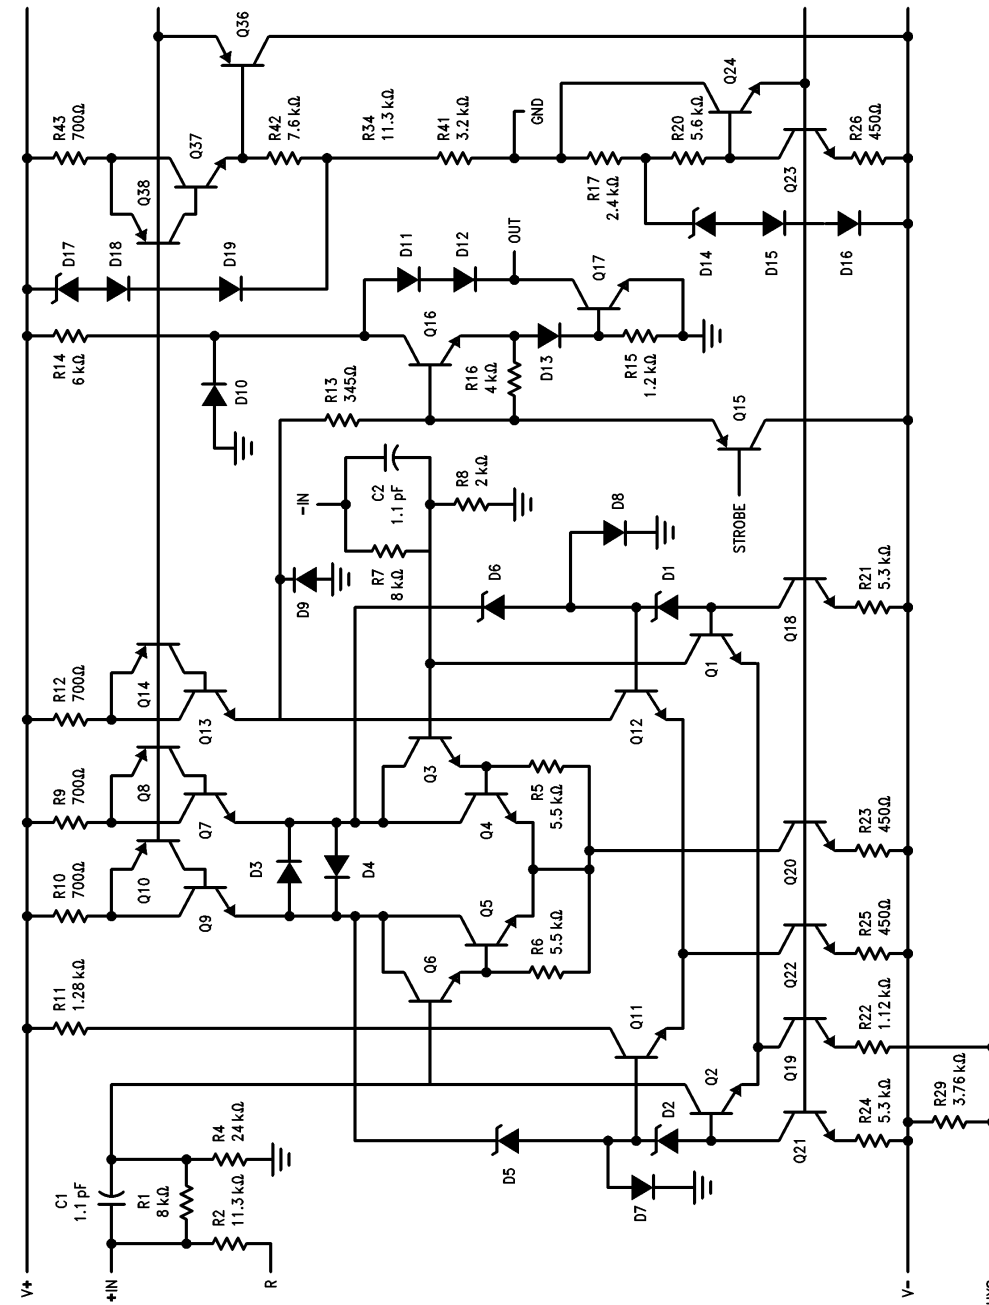 R43
700Ω
Q36
R42
7.6 kΩ
R34
11.3 kΩ
R41
3.2 kΩ
GND
Q24
R20
5.6 kΩ
R26
450Ω
Q37
Q38
R17
2.4 kΩ
Q23
D17
D18
D19
D11
D12
OUT
Q17
D14
D15
D16
R14
6 kΩ
D10
R13
345Ω
Q16
R16
4 kΩ
D13
R15
1.2 kΩ
Q15
–IN
C2
1.1 pF
R8
2 kΩ
STROBE
D8
R7
8 kΩ
D9
D6
D1
R21
5.3 kΩ
Q18
R12
700Ω
Q14
Q13
Q12
Q1
R9
700Ω
Q8
Q7
Q3
Q4
R5
5.5 kΩ
R23
450Ω
Q20
R10
700Ω
Q10
Q9
D3
D4
Q5
Q6
R6
5.5 kΩ
R25
450Ω
Q22
R11
1.28 kΩ
Q11
Q2
Q19
R22
1.12 kΩ
R29
3.76 kΩ
C1
1.1 pF
R1
8 kΩ
R4
24 kΩ
R2
11.3 kΩ
D5
D2
D7
Q21
R24
5.3 kΩ
V+
+IN
R
V–